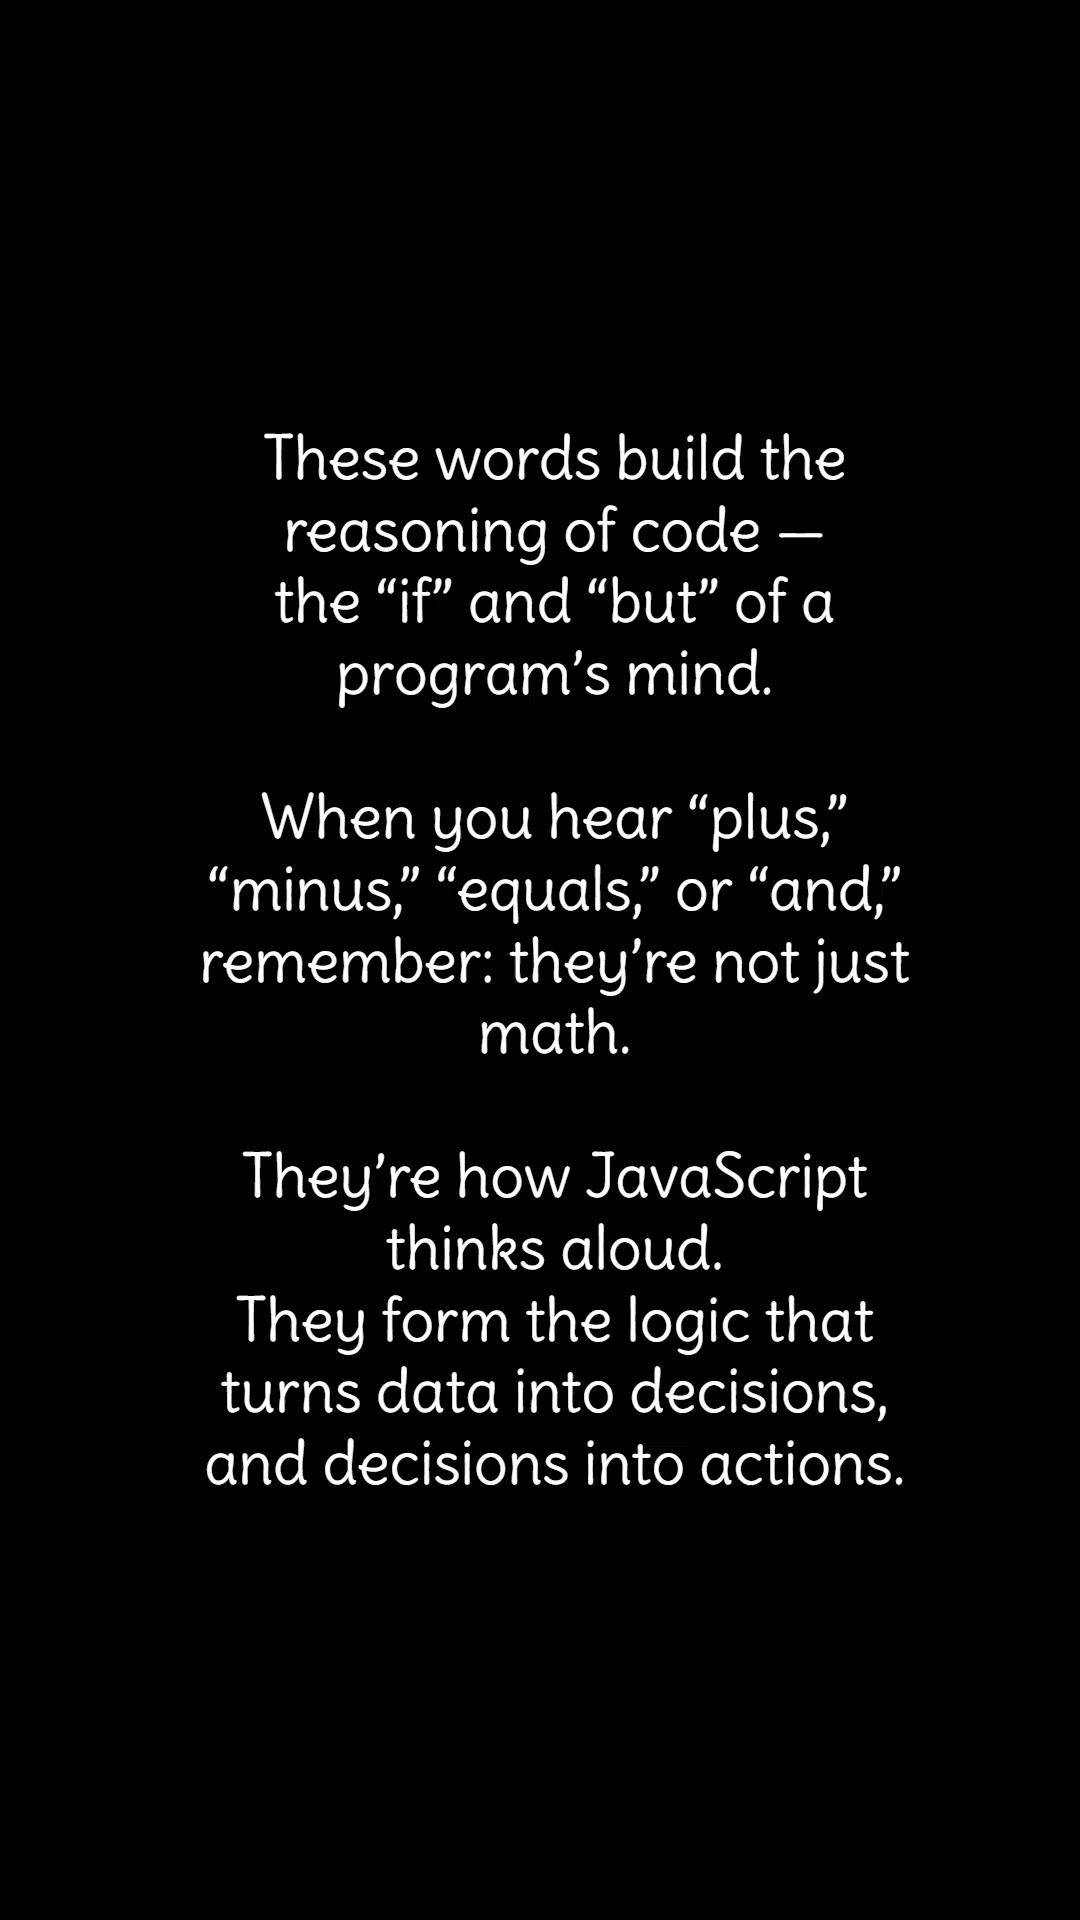 These words build the
reasoning of code —
the “if” and “but” of a
program’s mind.
When you hear “plus,”
“minus,” “equals,” or “and,”
remember: they’re not just
math.
They’re how JavaScript
thinks aloud.
They form the logic that
turns data into decisions,
and decisions into actions.